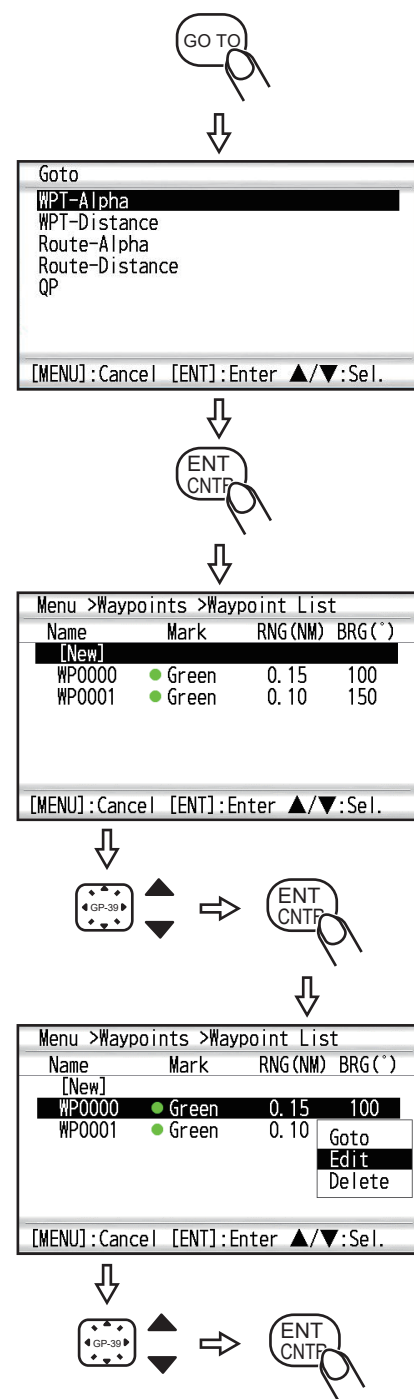 GO TO
Goto
WPT-Alpha
WPT-Distance
Route-Alpha
Route-Distance
QP
[MENU]:Cancel [ENT]:Enter ▲/▼:Sel.
ENT
CNTR
Menu >Waypoints >Waypoint List
Name Mark RNG(NM) BRG(°)
[New]
WP0000 ● Green 0.15 100
WP0001 ● Green 0.10 150
[MENU]:Cancel [ENT]:Enter ▲/▼:Sel.
GP-39 ENT
CNTR
Menu >Waypoints >Waypoint List
Name Mark RNG(NM) BRG(°)
[New]
WP0000 ● Green 0.15 100
WP0001 ● Green 0.10
Goto
Edit
Delete
[MENU]:Cancel [ENT]:Enter ▲/▼:Sel.
GP-39 ENT
CNTR